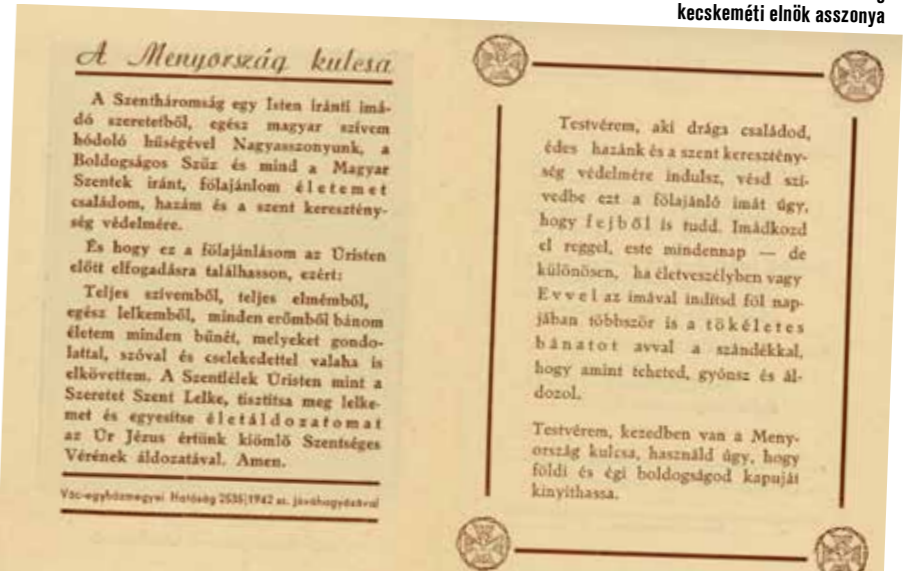 kecskeméti elnök asszonya
A Menyország kulcsa
A Szentháromság egy Isten iránti imá-
dó szeretetből, egész magyar szívem
hódoló hűségével Nagyasszonyunk, a
Boldogságos Szűz és mind a Magyar
Szentek iránt, fölajánlom életemet
családom, hazám és a szent keresztény-
ség védelmére.
És hogy ez a fölajánlásom az Úristen
előtt elfogadásra találhasson, ezért:
Teljes szívemből, teljes elmémből,
egész lelkemből, minden erőmből bánom
életem minden bűnét, melyeket gondo-
lattal, szóval és cselekedettel valaha is
elkövettem. A Szentlélek Úristen mint a
Szeretet Szent Lelke, tisztítsa meg lelke-
met és egyesítse életáldozatomat
az Úr Jézus értünk kiömlő Szentséges
Vérének áldozatával. Amen.
Vác-egyházmegyei Hatóság 2535|1942 sz. jóváhagyásával
Testvérem, aki drága családod,
édes hazánk és a szent keresztény-
ség védelmére indulsz, vésd szí-
vedbe ezt a fölajánló imát úgy,
hogy fejből is tudd. Imádkozd
el reggel, este mindennap — de
különösen, ha életveszélyben vagy
Evvel az imával indítsd föl nap-
jában többször is a tökéletes
bánatot avval a szándékkal,
hogy amint teheted, gyónsz és ál-
dozol.
Testvérem, kezedben van a Meny-
ország kulcsa, használd úgy, hogy
földi és égi boldogságod kapuját
kinyithassa.